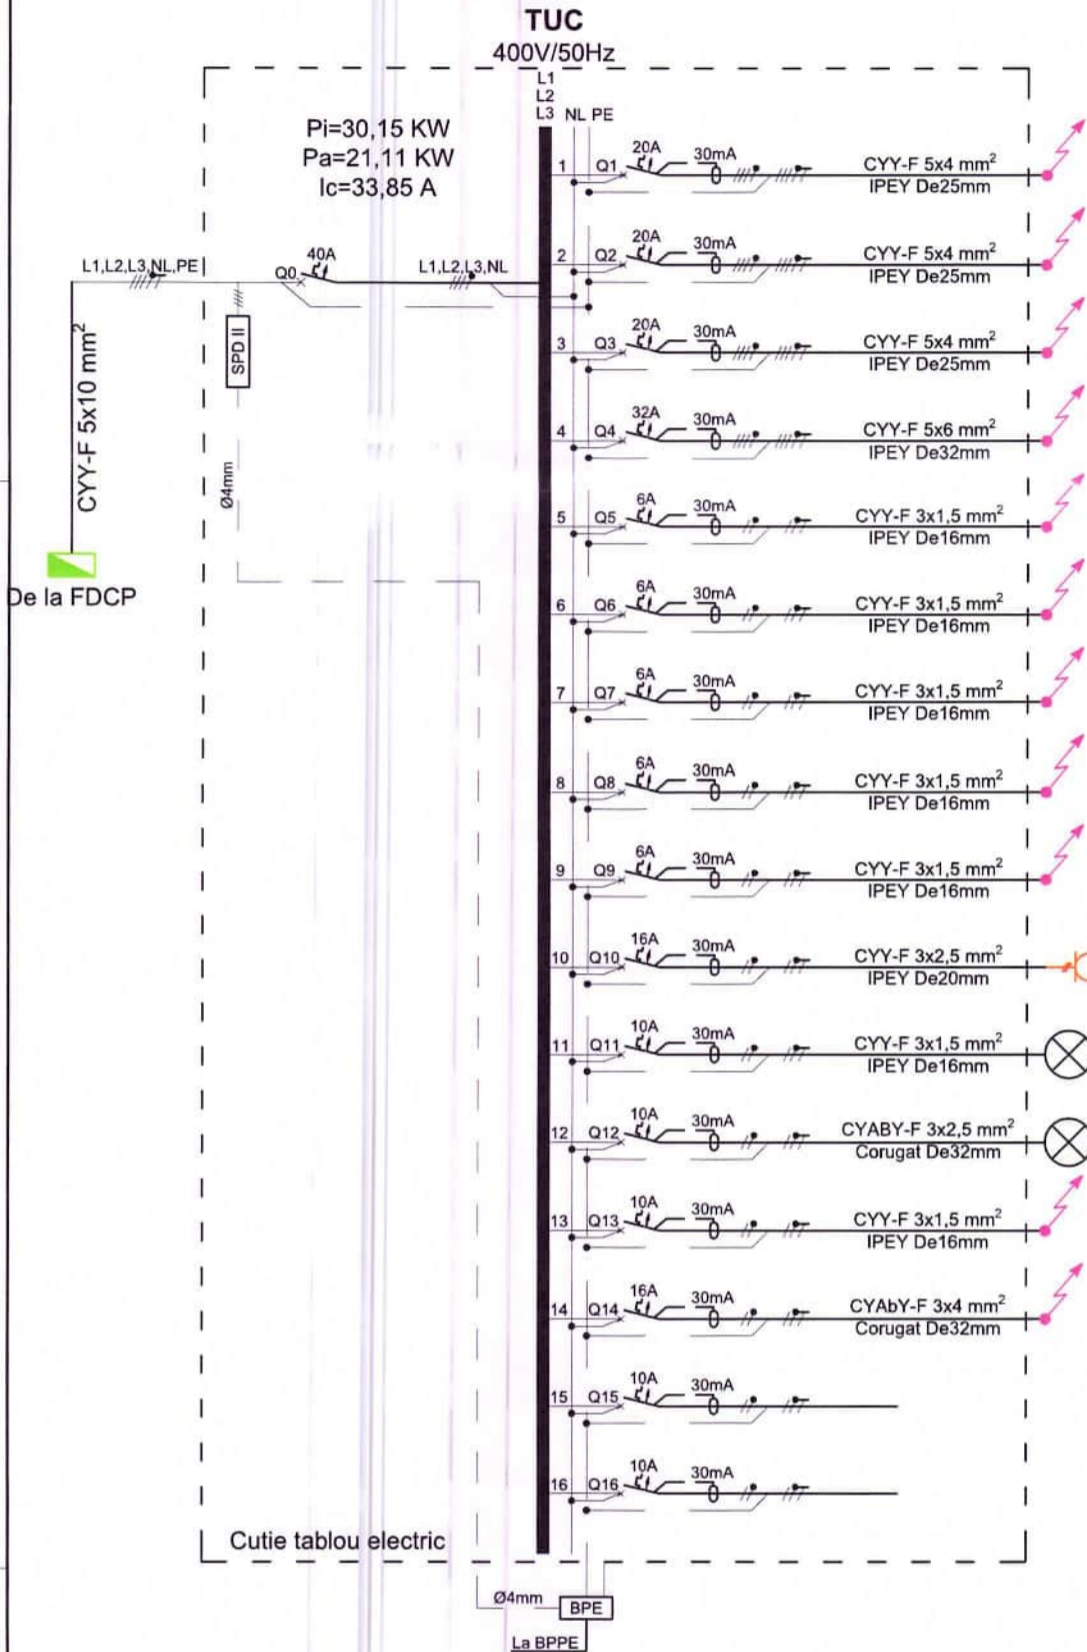 TUC
400V/50Hz
L1
L2
L3 NL PE
Pi=30,15 KW
Pa=21,11 KW
Ic=33,85 A
1 Q1 20A 30mA CYY-F 5x4 mm²
IPEY De25mm
2 Q2 20A 30mA CYY-F 5x4 mm²
IPEY De25mm
L1,L2,L3,NL,PE Q0 40A L1,L2,L3,NL
SPD II
CYY-F 5x10 mm²
Ø4mm
De la FDCP
3 Q3 20A 30mA CYY-F 5x4 mm²
IPEY De25mm
4 Q4 32A 30mA CYY-F 5x6 mm²
IPEY De32mm
5 Q5 6A 30mA CYY-F 3x1,5 mm²
IPEY De16mm
6 Q6 6A 30mA CYY-F 3x1,5 mm²
IPEY De16mm
7 Q7 6A 30mA CYY-F 3x1,5 mm²
IPEY De16mm
8 Q8 6A 30mA CYY-F 3x1,5 mm²
IPEY De16mm
9 Q9 6A 30mA CYY-F 3x1,5 mm²
IPEY De16mm
10 Q10 16A 30mA CYY-F 3x2,5 mm²
IPEY De20mm
11 Q11 10A 30mA CYY-F 3x1,5 mm²
IPEY De16mm
12 Q12 10A 30mA CYABY-F 3x2,5 mm²
Corugat De32mm
13 Q13 10A 30mA CYY-F 3x1,5 mm²
IPEY De16mm
14 Q14 16A 30mA CYAbY-F 3x4 mm²
Corugat De32mm
15 Q15 10A 30mA
16 Q16 10A 30mA
Cutie tablou electric
Ø4mm BPE
La BPPE